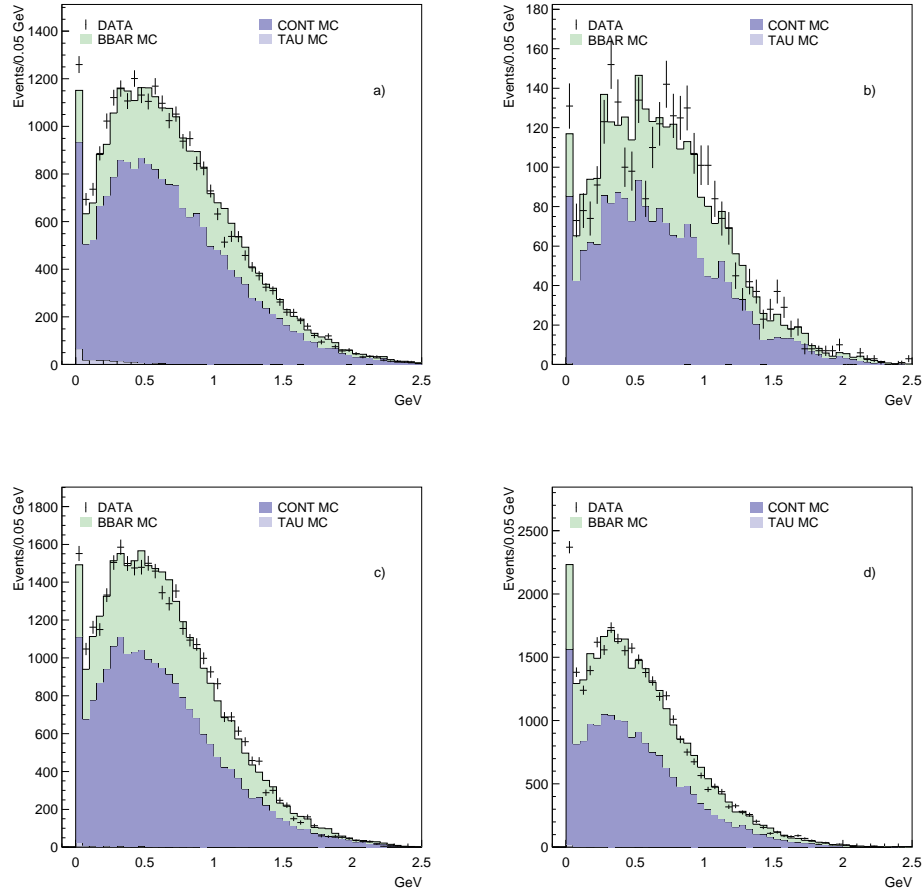 Events/0.05 GeV
DATA
BBAR MC
CONT MC
TAU MC
a)
1400
1200
1000
800
600
400
200
0
0 0.5 1 1.5 2 2.5
GeV
Events/0.05 GeV
DATA
BBAR MC
CONT MC
TAU MC
b)
180
160
140
120
100
80
60
40
20
0
0 0.5 1 1.5 2 2.5
GeV
Events/0.05 GeV
DATA
BBAR MC
CONT MC
TAU MC
c)
1800
1600
1400
1200
1000
800
600
400
200
0
0 0.5 1 1.5 2 2.5
GeV
Events/0.05 GeV
DATA
BBAR MC
CONT MC
TAU MC
d)
2500
2000
1500
1000
500
0
0 0.5 1 1.5 2 2.5
GeV